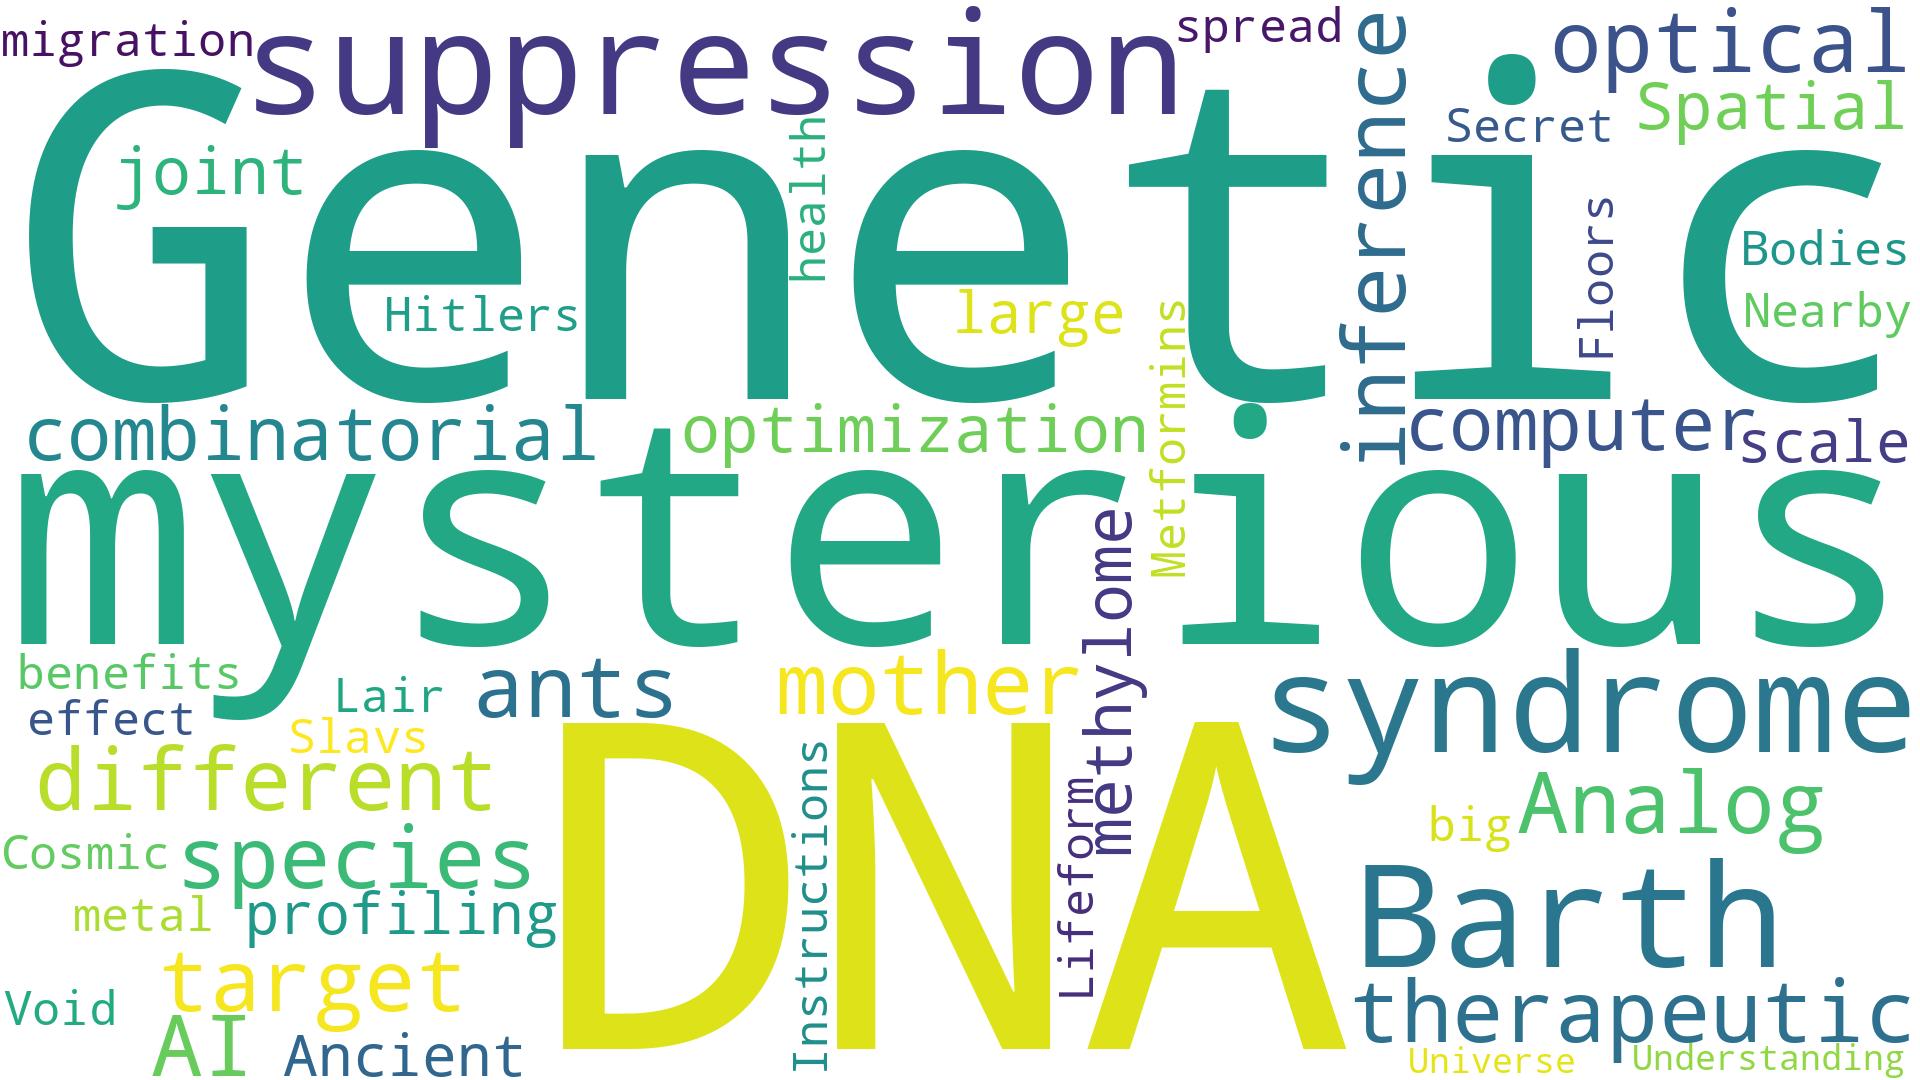 migration
suppression
spread
inference
optical
Secret
Spatial
Genetic
joint
health
Floors
Bodies
Hitlers
large
Nearby
Metformins
combinatorial
optimization
computer
scale
mysterious
methylome
benefits
Lair
ants
mother
syndrome
effect
Slavs
different
DNA
Instructions
Lifeform
big
Analog
Cosmic
species
metal
profiling
Barth
target
Void
therapeutic
AI
Ancient
Universe
Understanding